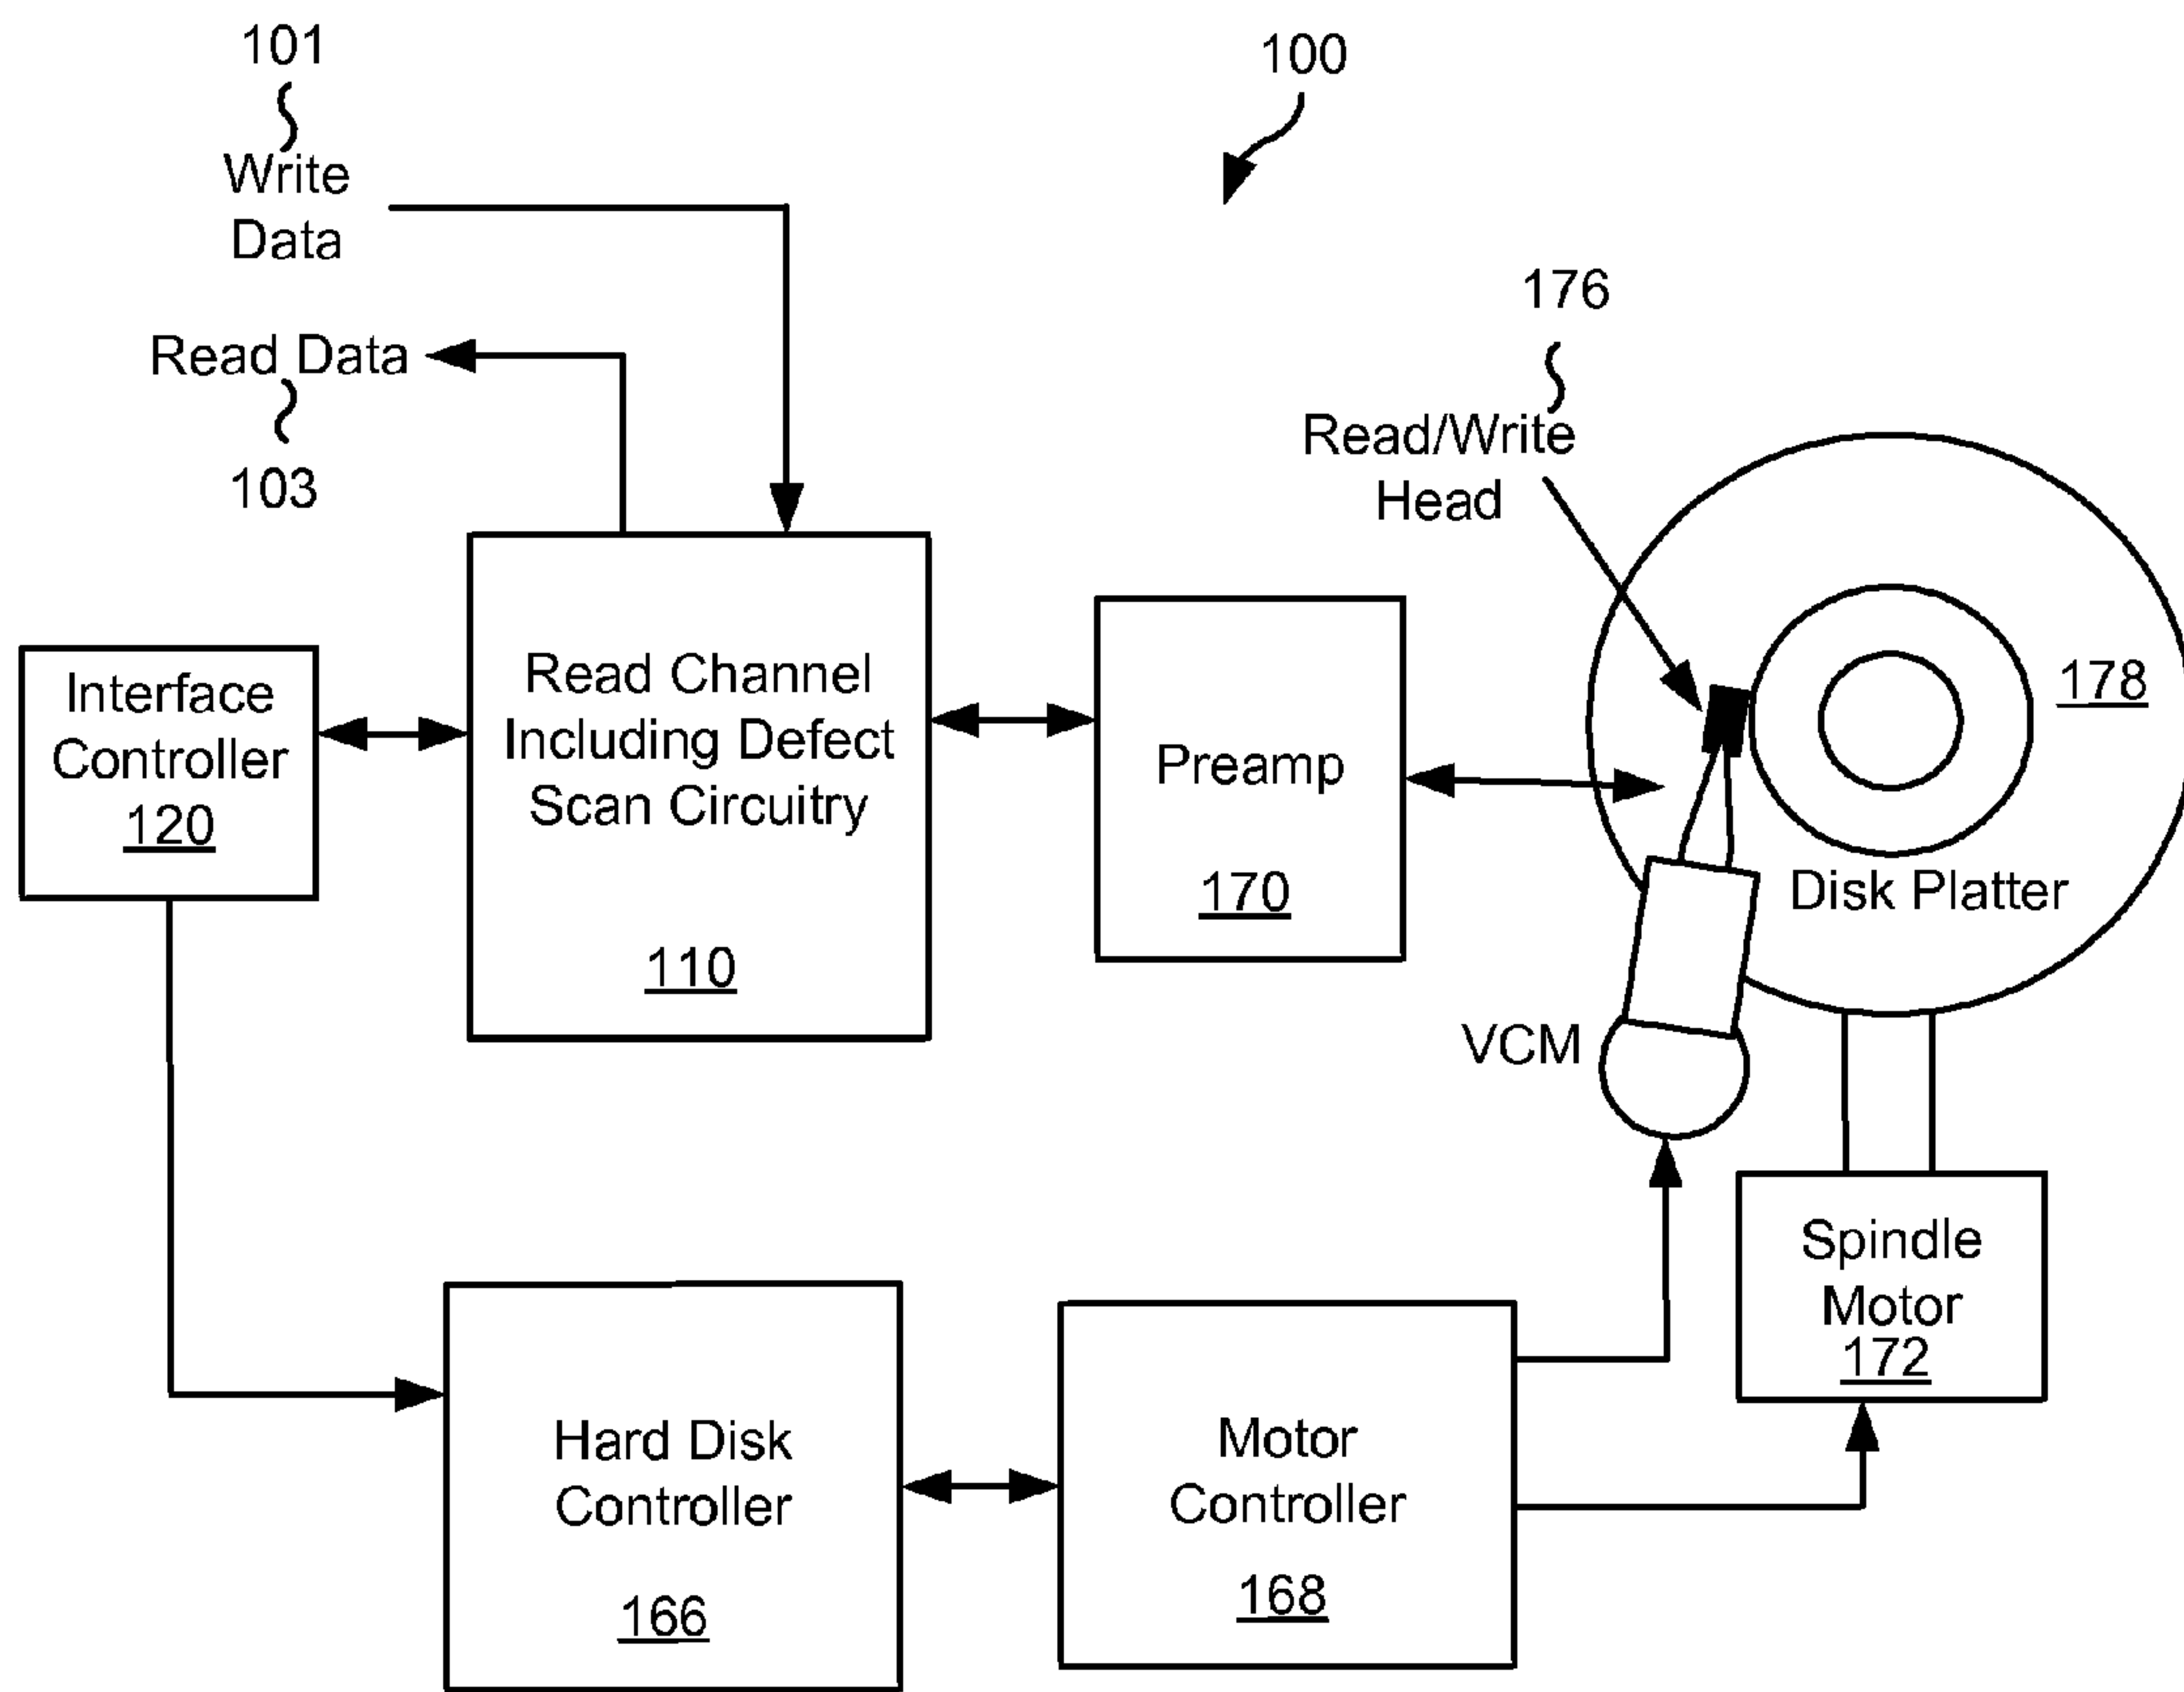 101
Write
Data
100
Read Data
103
176
Read/Write
Head
Interface
Controller
120
Read Channel
Including Defect
Scan Circuitry
110
Preamp
170
178
Disk Platter
VCM
Spindle
Motor
172
Hard Disk
Controller
166
Motor
Controller
168